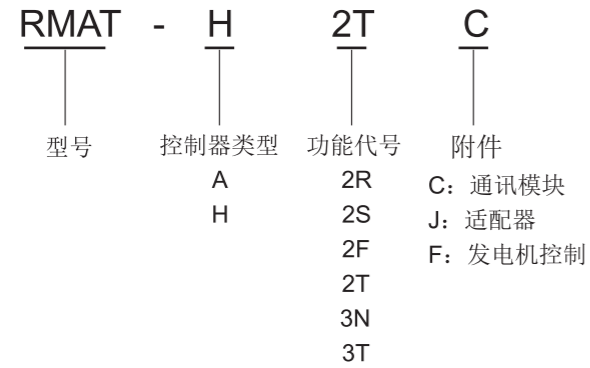 RMAT - H 2T C
型号 控制器类型 功能代号 附件
A 2R C：通讯模块
H 2S J：适配器
2F F：发电机控制
2T
3N
3T